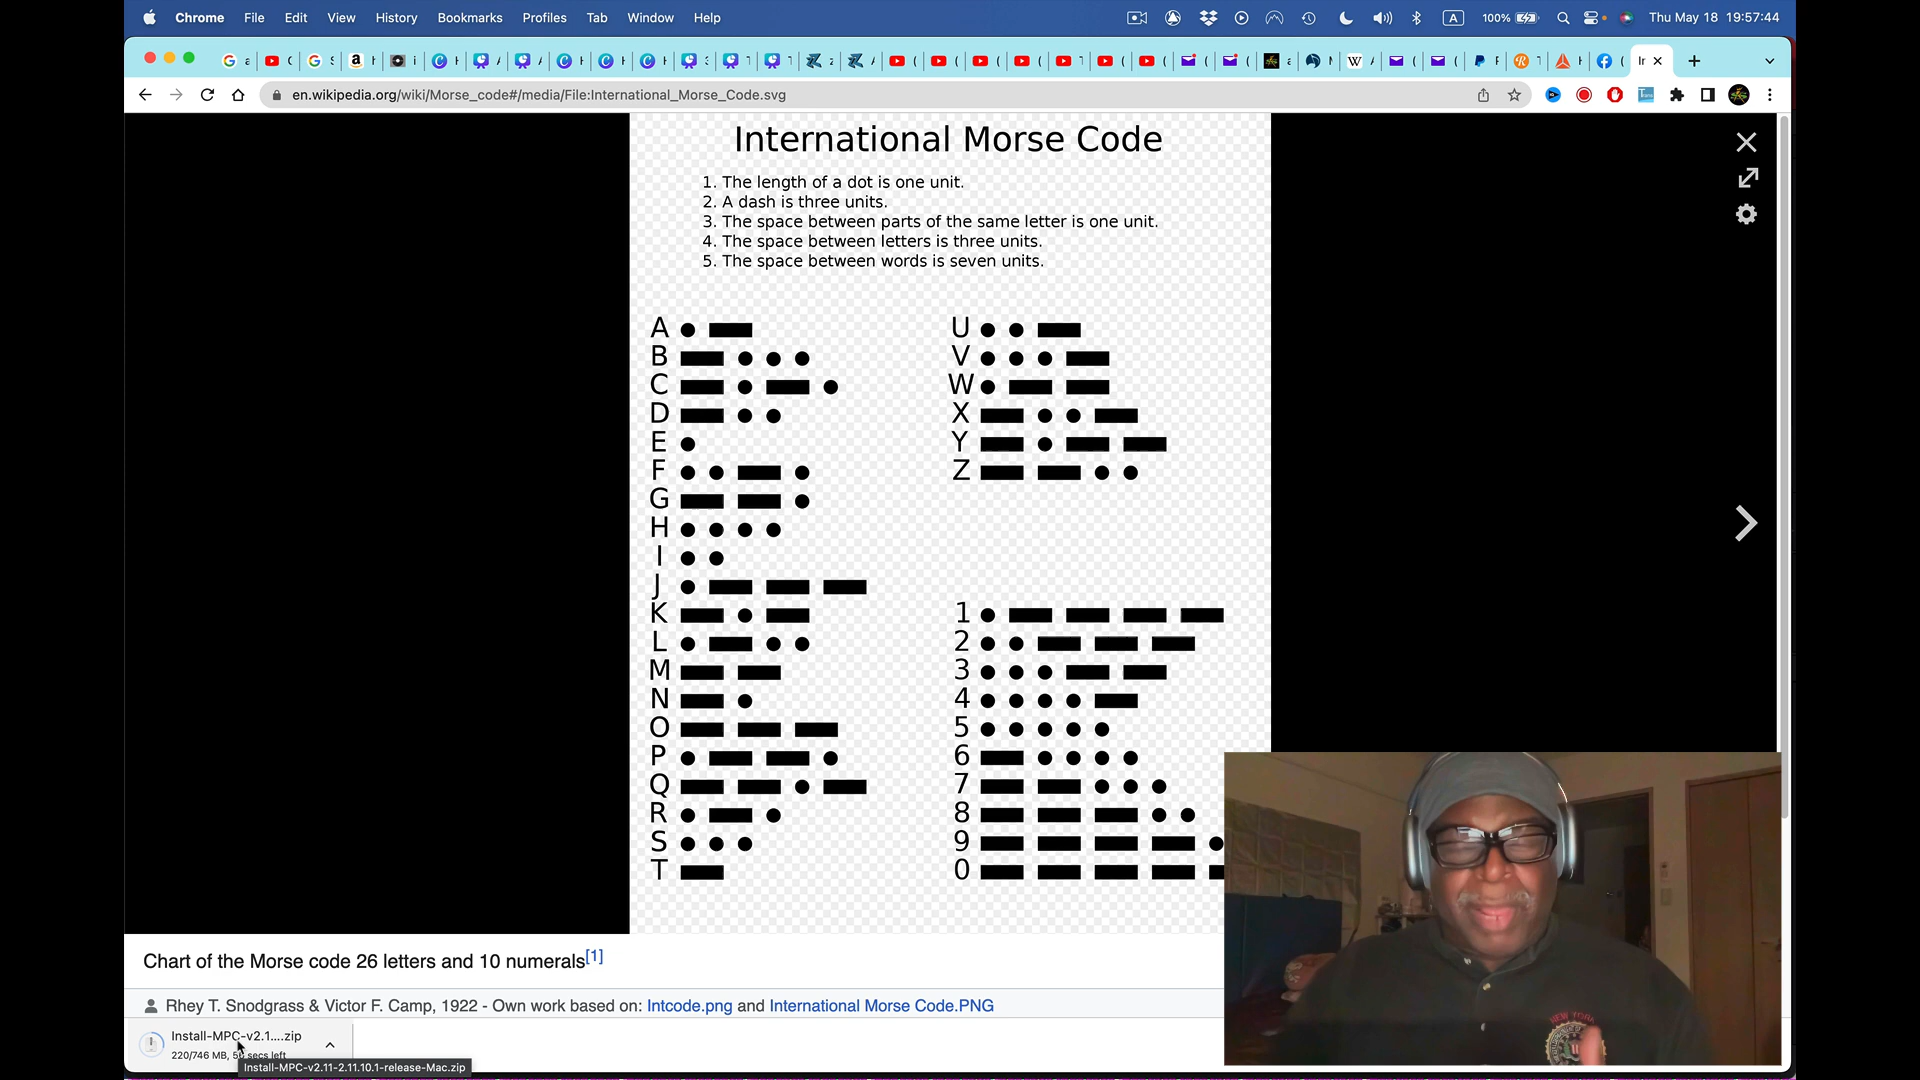 Chrome File Edit View History Bookmarks Profiles Tab Window Help A 100% Thu May 18 19:57:44
en.wikipedia.org/wiki/Morse_code#/media/File:International_Morse_Code.svg
International Morse Code
1. The length of a dot is one unit.
2. A dash is three units.
3. The space between parts of the same letter is one unit.
4. The space between letters is three units.
5. The space between words is seven units.
A
B
C
D
E
F
G
H
I
J
K
L
M
N
O
P
Q
R
S
T
U
V
W
X
Y
Z
1
2
3
4
5
6
7
8
9
0
Chart of the Morse code 26 letters and 10 numerals[1]
Rhey T. Snodgrass & Victor F. Camp, 1922 - Own work based on: Intcode.png and International Morse Code.PNG
Install-MPC-v2.1....zip
220/746 MB, secs left
Install-MPC-v2.11-2.11.10.1-release-Mac.zip
NEW YORK